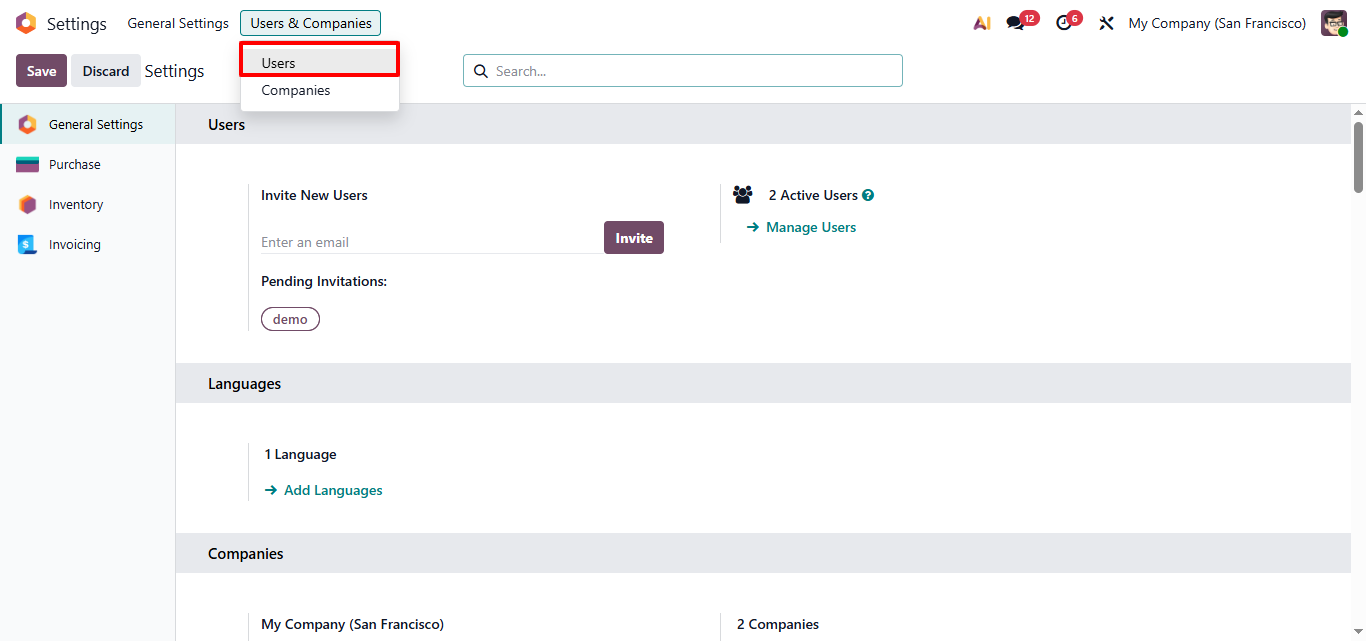 Settings General Settings Users & Companies AI 12 6 My Company (San Francisco)
Save Discard Settings Search...
Users
Companies
General Settings
Purchase
Inventory
Invoicing
Users
Invite New Users
Enter an email Invite
Pending Invitations:
demo
2 Active Users ?
Manage Users
Languages
1 Language
Add Languages
Companies
My Company (San Francisco) 2 Companies